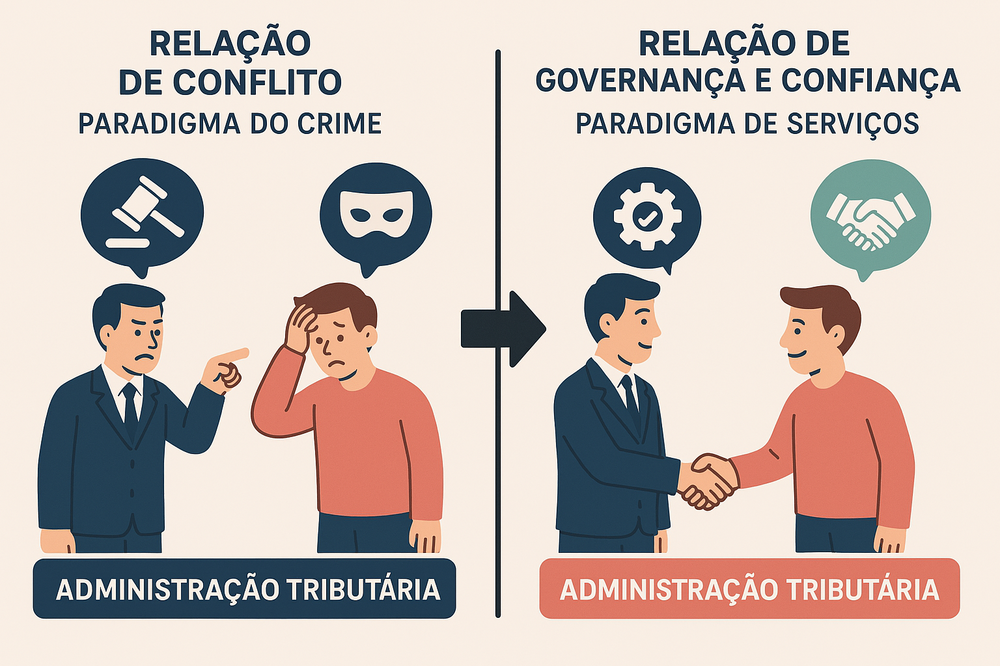 RELAÇÃO
DE CONFLITO
PARADIGMA DO CRIME
ADMINISTRAÇÃO TRIBUTÁRIA
RELAÇÃO DE
GOVERNANÇA E CONFIANÇA
PARADIGMA DE SERVIÇOS
ADMINISTRAÇÃO TRIBUTÁRIA